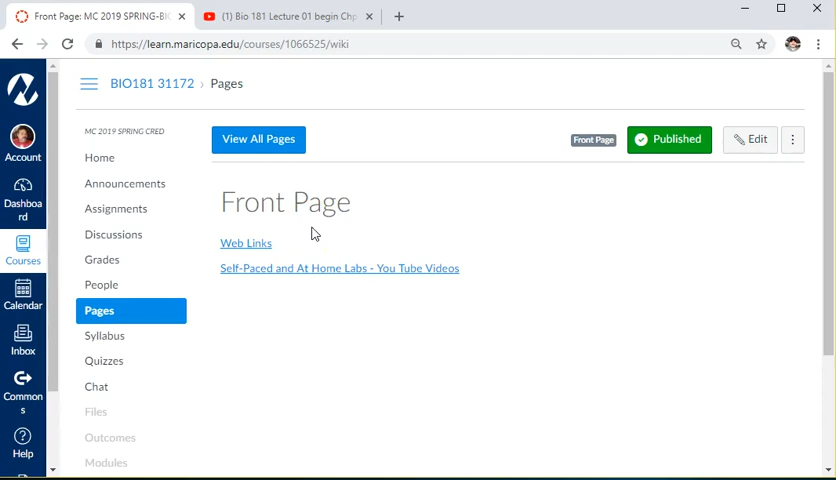 Front Page: MC 2019 SPRING-BI
(1) Bio 181 Lecture 01 begin Chp
https://learn.maricopa.edu/courses/1066525/wiki
BIO181 31172 › Pages
MC 2019 SPRING CRED
View All Pages
Front Page
Published
Edit
Account
Dashboa
rd
Courses
Calendar
Inbox
Common
s
Help
Home
Announcements
Assignments
Discussions
Grades
People
Pages
Syllabus
Quizzes
Chat
Files
Outcomes
Modules
Front Page
Web Links
Self-Paced and At Home Labs - You Tube Videos